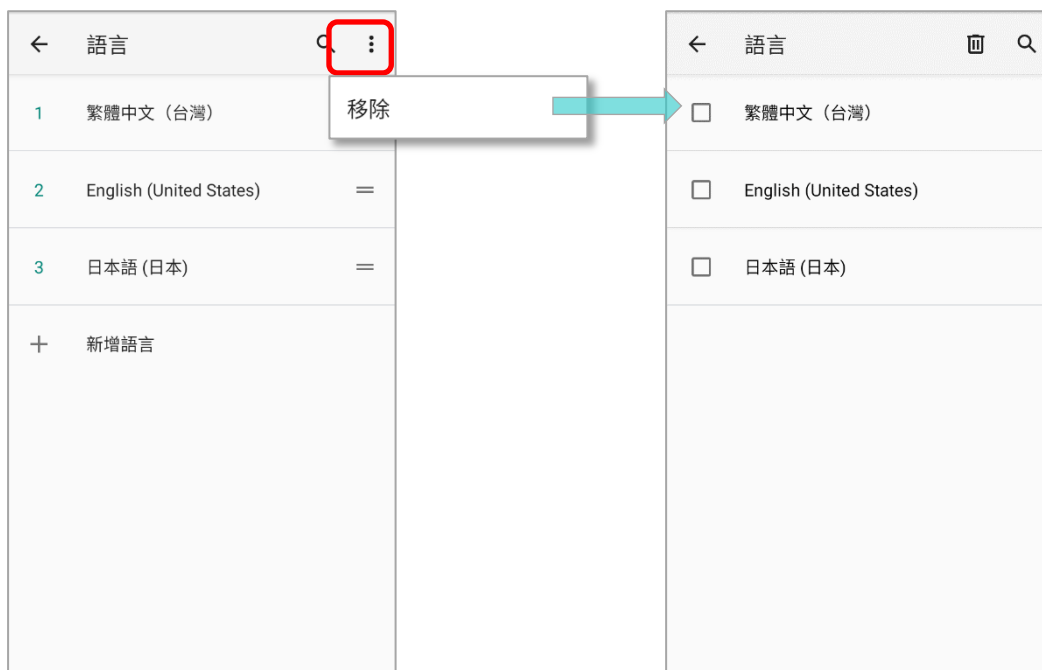 語言
1 繁體中文（台灣）
移除
2 English (United States)
3 日本語 (日本)
新增語言
語言
繁體中文（台灣）
English (United States)
日本語 (日本)